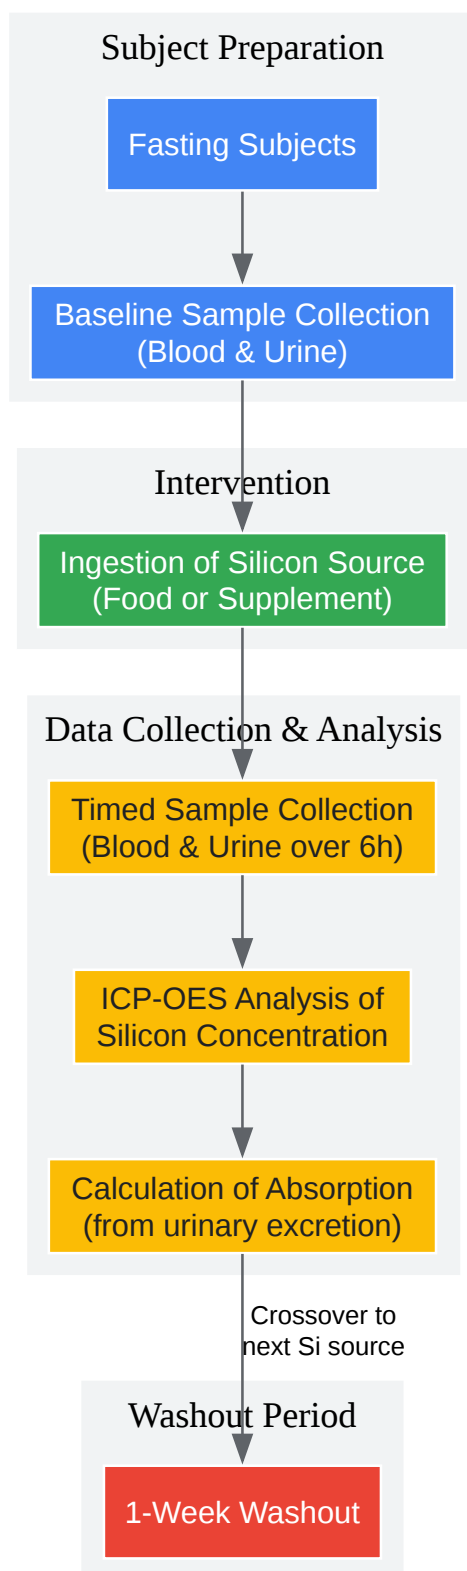 Subject Preparation
Fasting Subjects
Baseline Sample Collection
(Blood & Urine)
Intervention
Ingestion of Silicon Source
(Food or Supplement)
Data Collection & Analysis
Timed Sample Collection
(Blood & Urine over 6h)
ICP-OES Analysis of
Silicon Concentration
Calculation of Absorption
(from urinary excretion)
Crossover to
next Si source
Washout Period
1-Week Washout